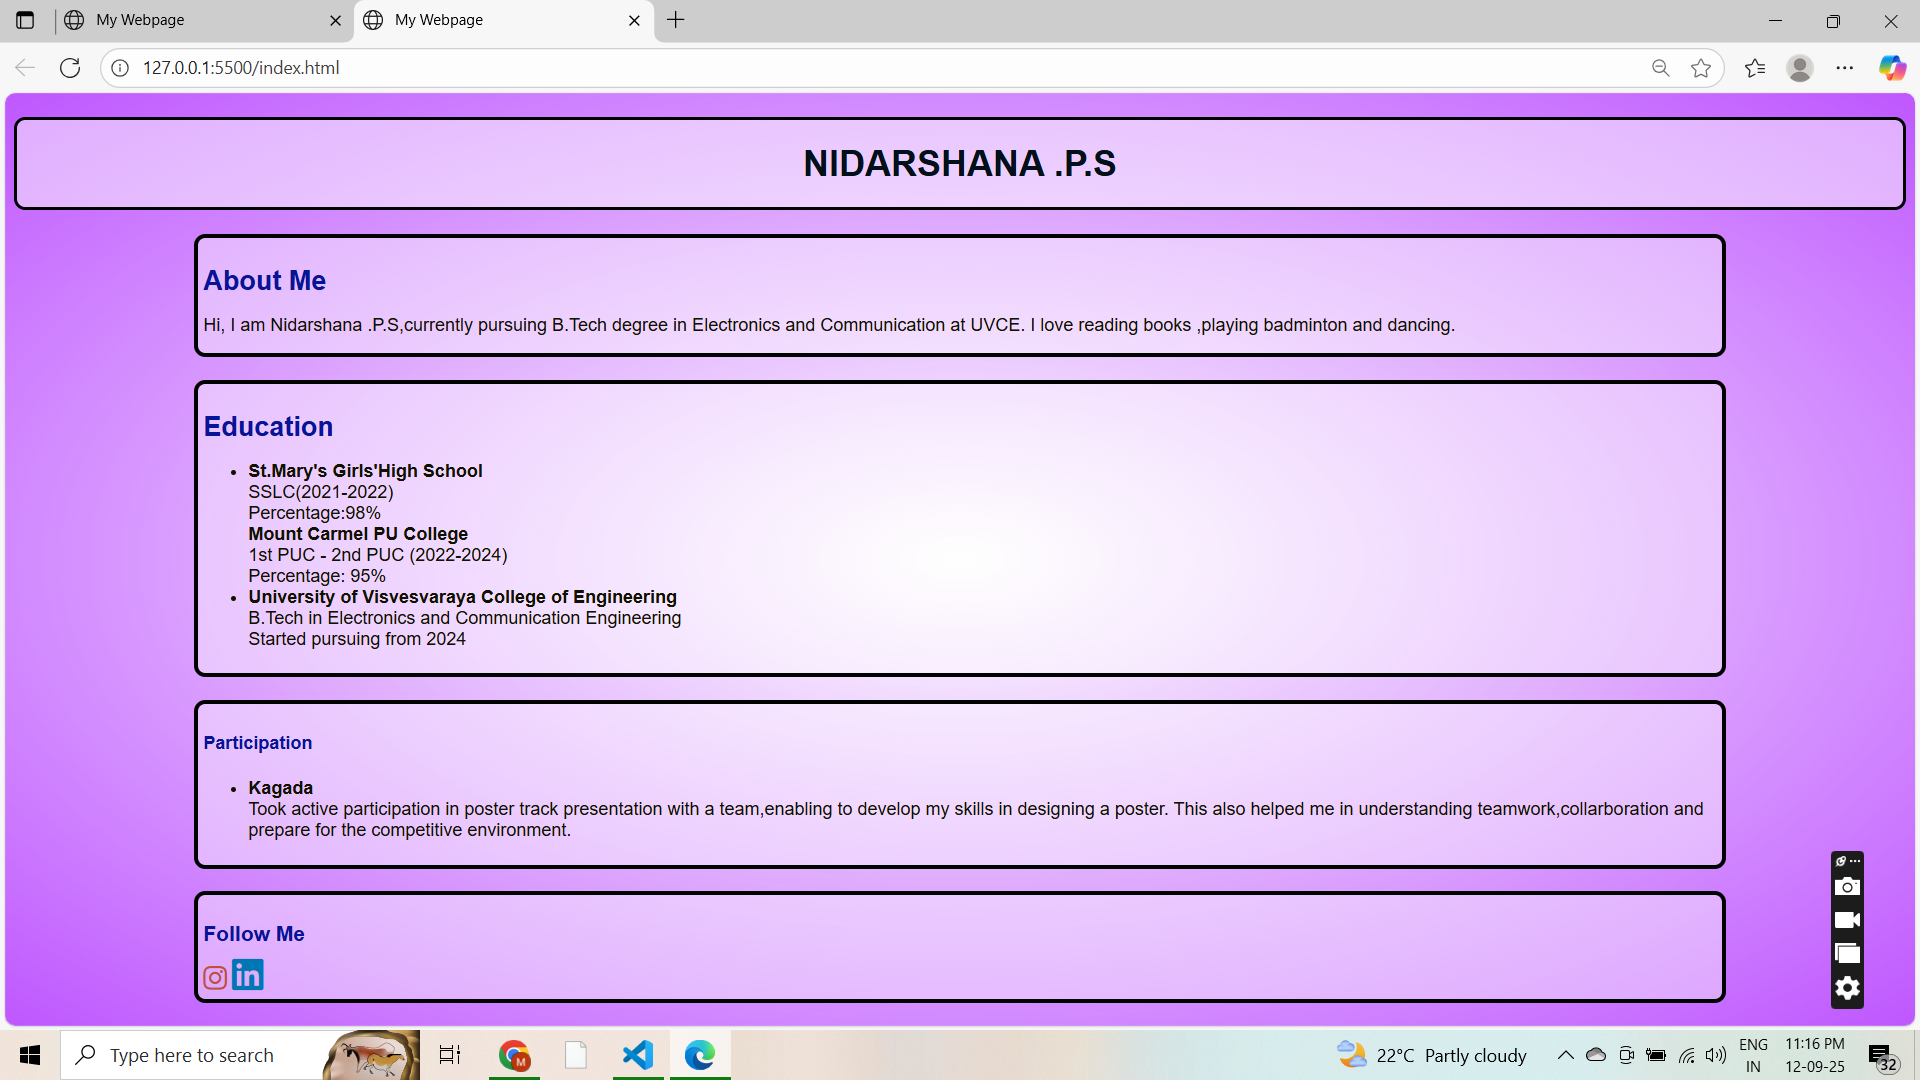 My Webpage
My Webpage
127.0.0.1:5500/index.html
NIDARSHANA .P.S
About Me
Hi, I am Nidarshana .P.S,currently pursuing B.Tech degree in Electronics and Communication at UVCE. I love reading books ,playing badminton and dancing.
Education
St.Mary's Girls'High School
SSLC(2021-2022)
Percentage:98%
Mount Carmel PU College
1st PUC - 2nd PUC (2022-2024)
Percentage: 95%
University of Visvesvaraya College of Engineering
B.Tech in Electronics and Communication Engineering
Started pursuing from 2024
Participation
Kagada
Took active participation in poster track presentation with a team,enabling to develop my skills in designing a poster. This also helped me in understanding teamwork,collarboration and
prepare for the competitive environment.
Follow Me
in
Type here to search
M
22°C Partly cloudy
ENG
IN
11:16 PM
12-09-25
32